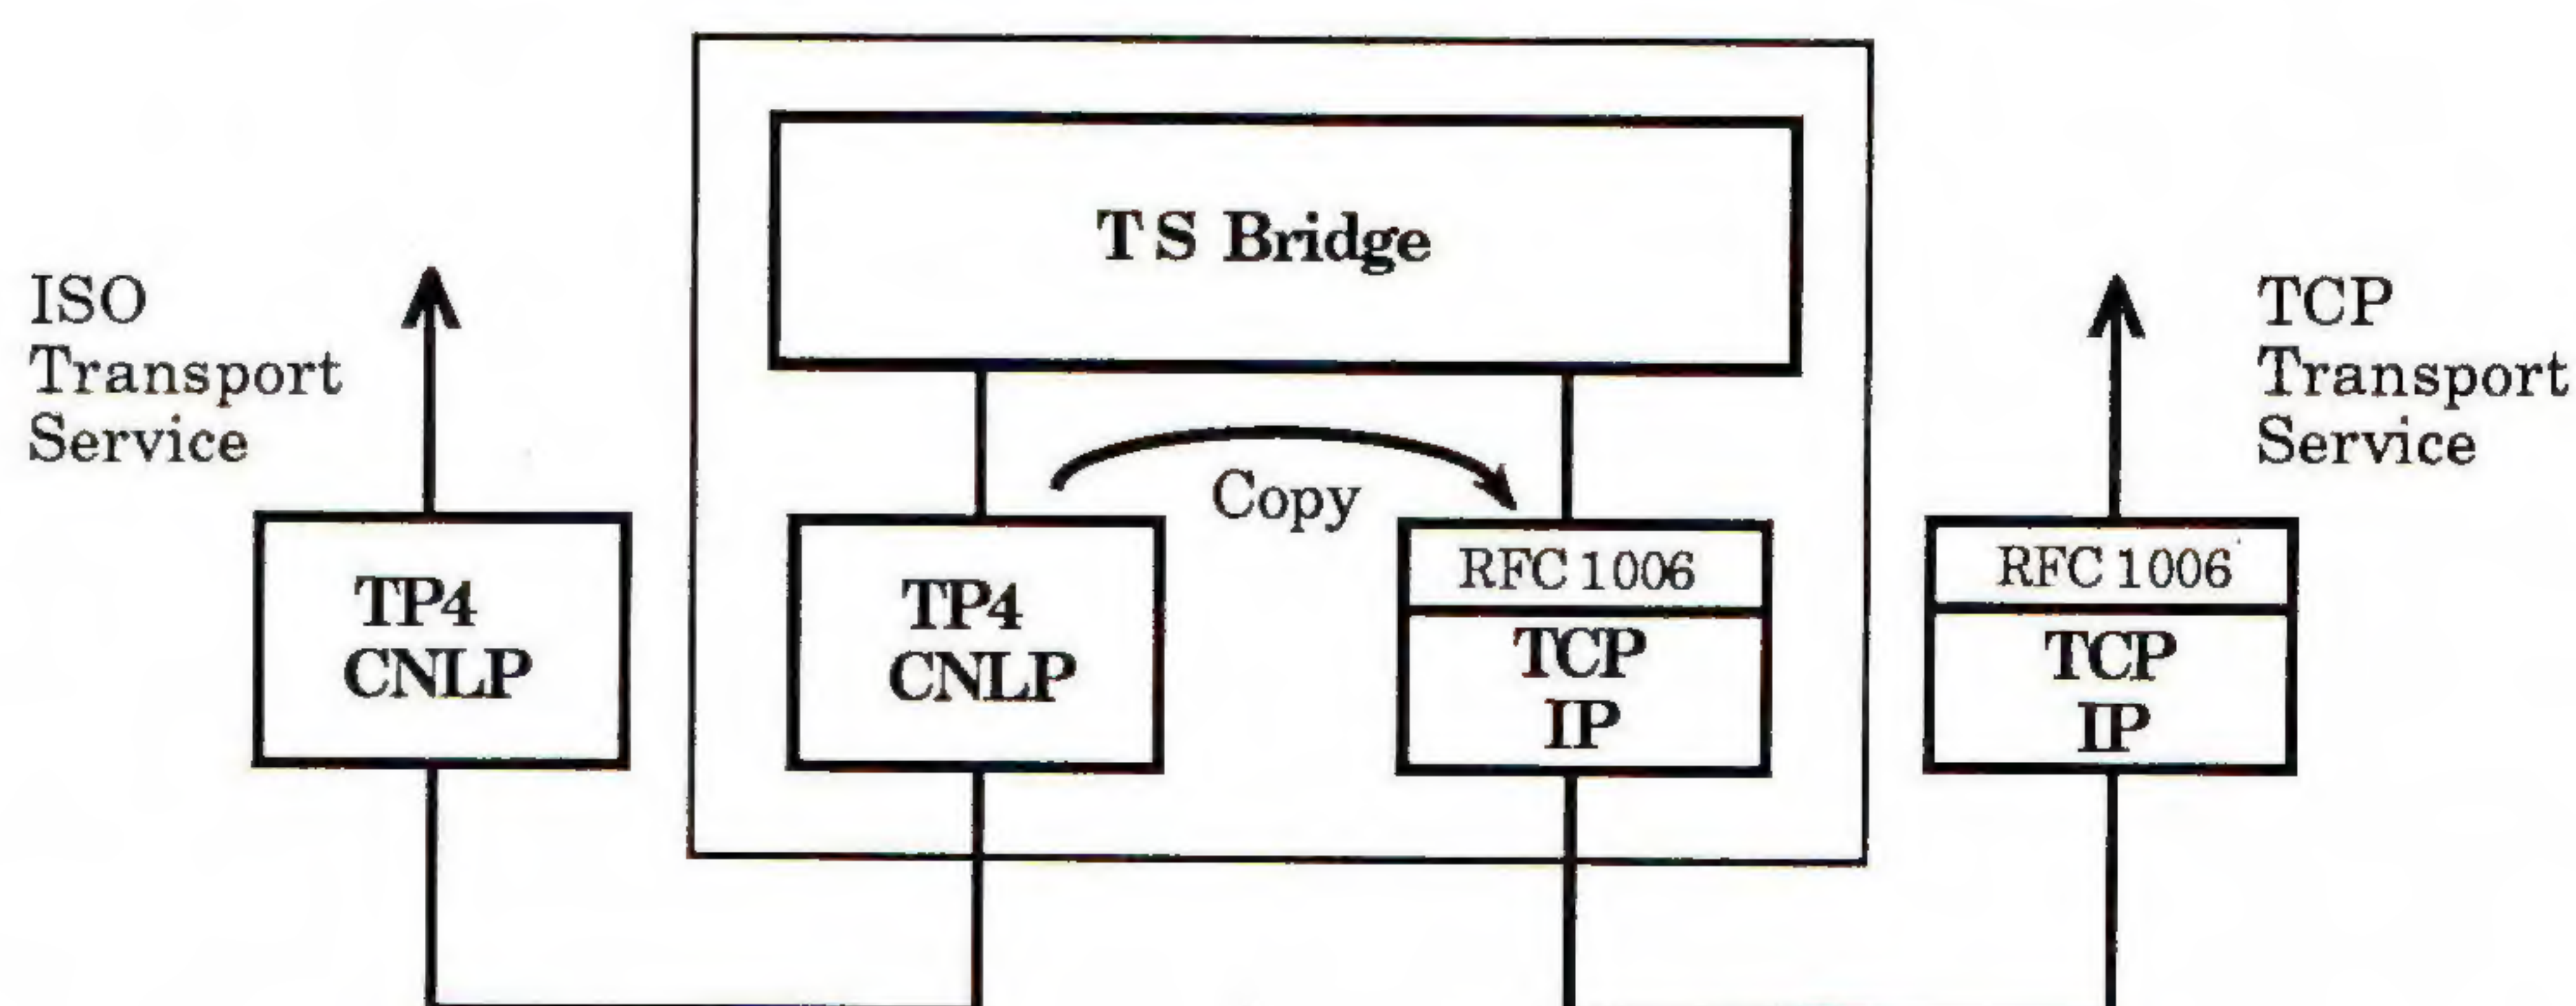 TS Bridge
ISO
Transport
Service
TCP
Transport
Service
Copy
TP4
CNLP
TP4
CNLP
RFC 1006
TCP
IP
RFC 1006
TCP
IP